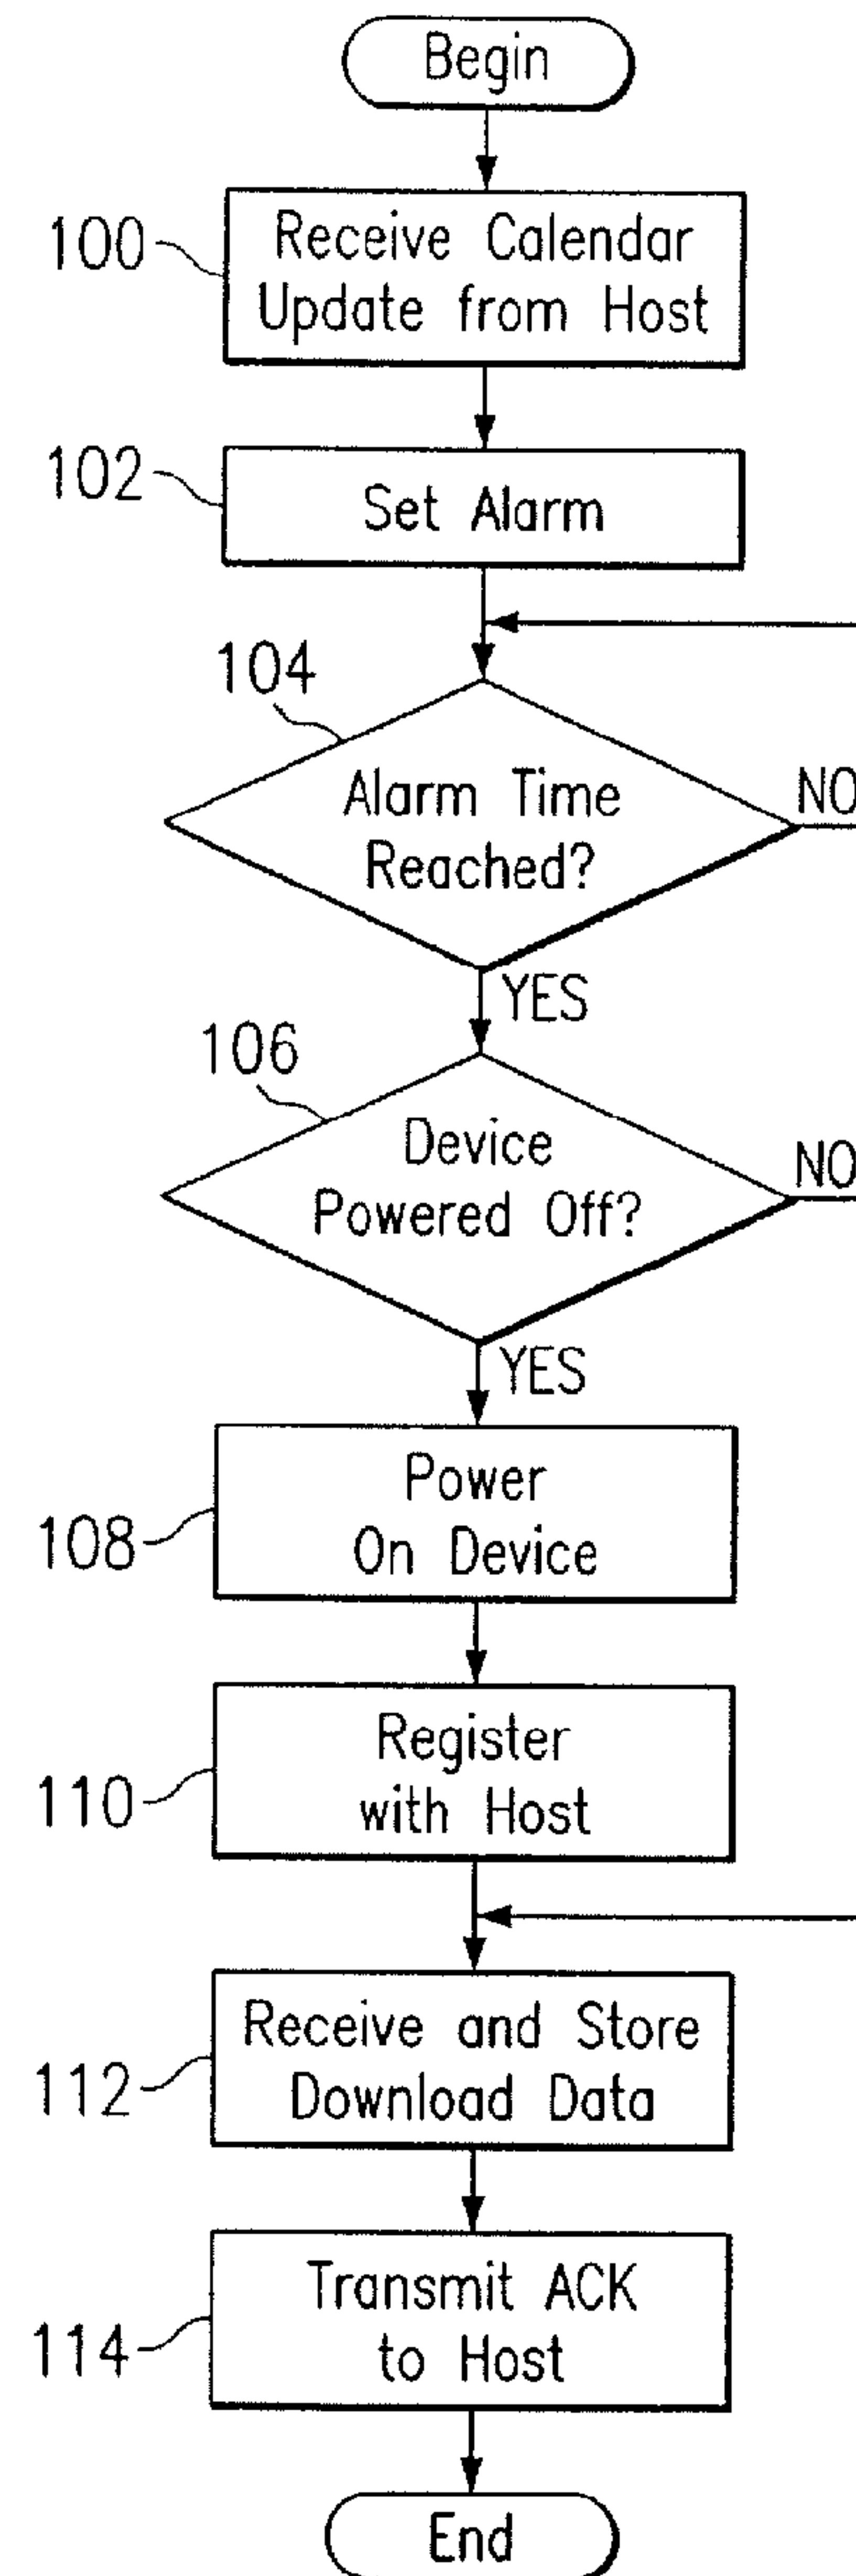 Begin
100
Receive Calendar
Update from Host
102
Set Alarm
104
Alarm Time
Reached?
NO
YES
106
Device
Powered Off?
NO
YES
108
Power
On Device
110
Register
with Host
112
Receive and Store
Download Data
114
Transmit ACK
to Host
End